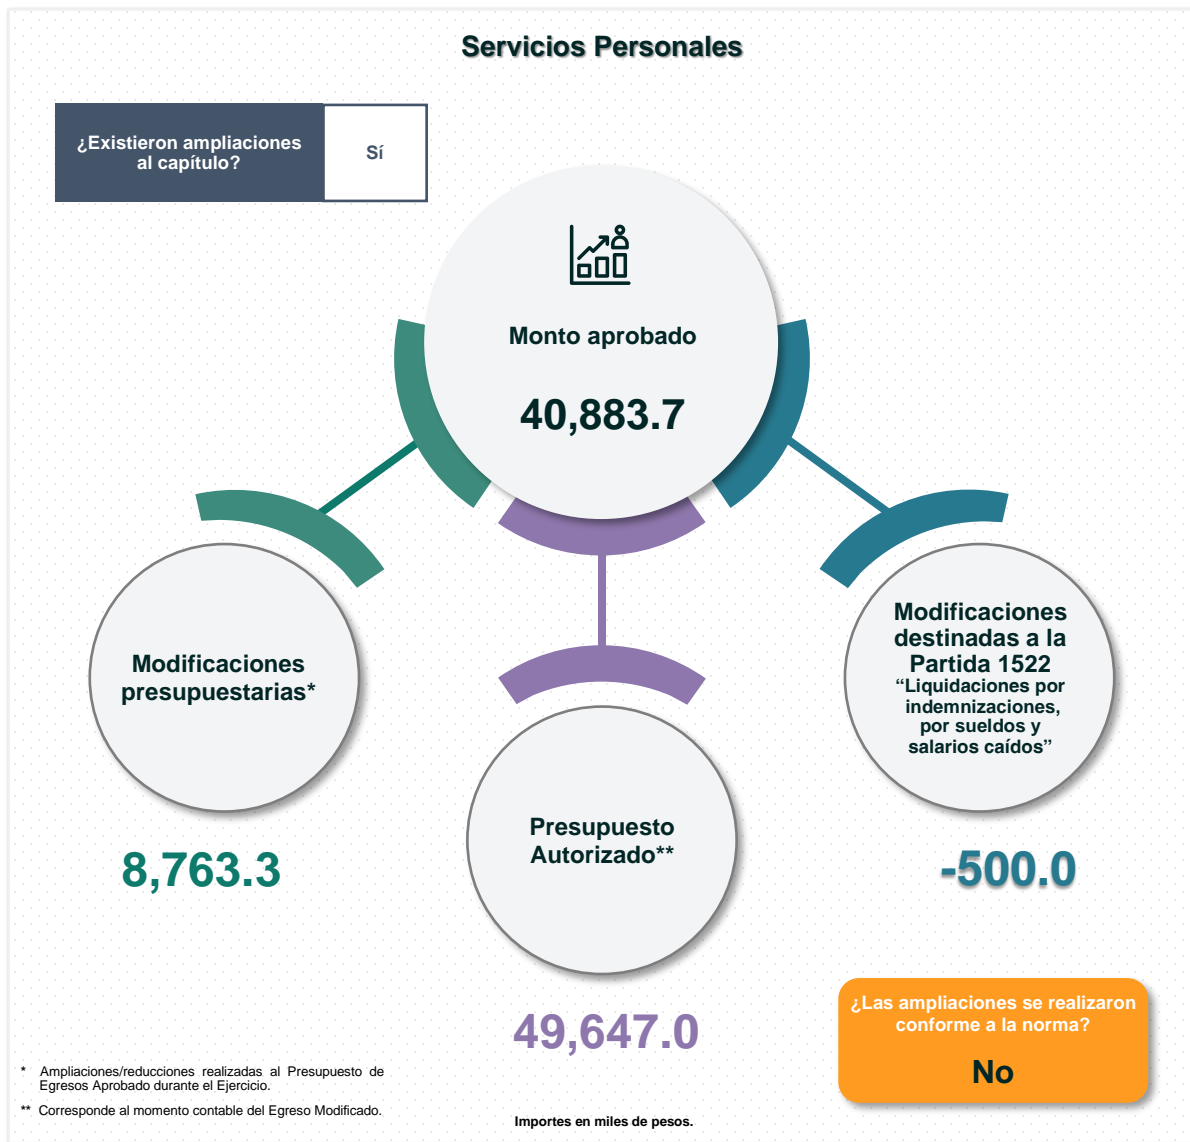 Servicios Personales
¿Existieron ampliaciones
al capítulo?
Sí
Monto aprobado
40,883.7
Modificaciones
presupuestarias*
8,763.3
Presupuesto
Autorizado**
49,647.0
Modificaciones
destinadas a la
Partida 1522
“Liquidaciones por
indemnizaciones,
por sueldos y
salarios caídos”
-500.0
¿Las ampliaciones se realizaron
conforme a la norma?
No
* Ampliaciones/reducciones realizadas al Presupuesto de
Egresos Aprobado durante el Ejercicio.
** Corresponde al momento contable del Egreso Modificado.
Importes en miles de pesos.